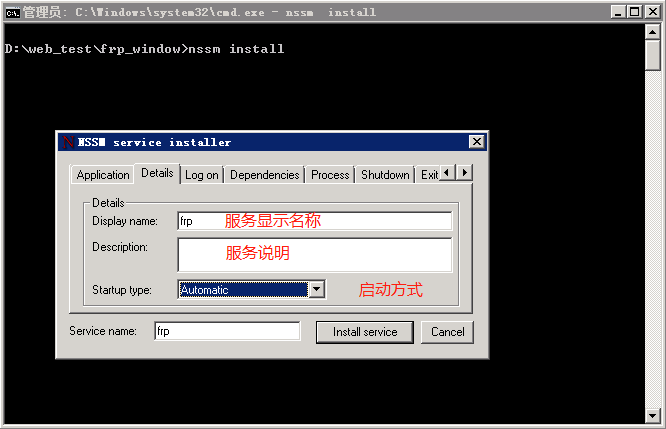 管理员: C:\Windows\system32\cmd.exe - nssm  install
D:\web_test\frp_window>nssm install
NSSM service installer
Application Details Log on Dependencies Process Shutdown Exit
Details
Display name: frp 服务显示名称
Description: 服务说明
Startup type: Automatic 启动方式
Service name: frp Install service Cancel